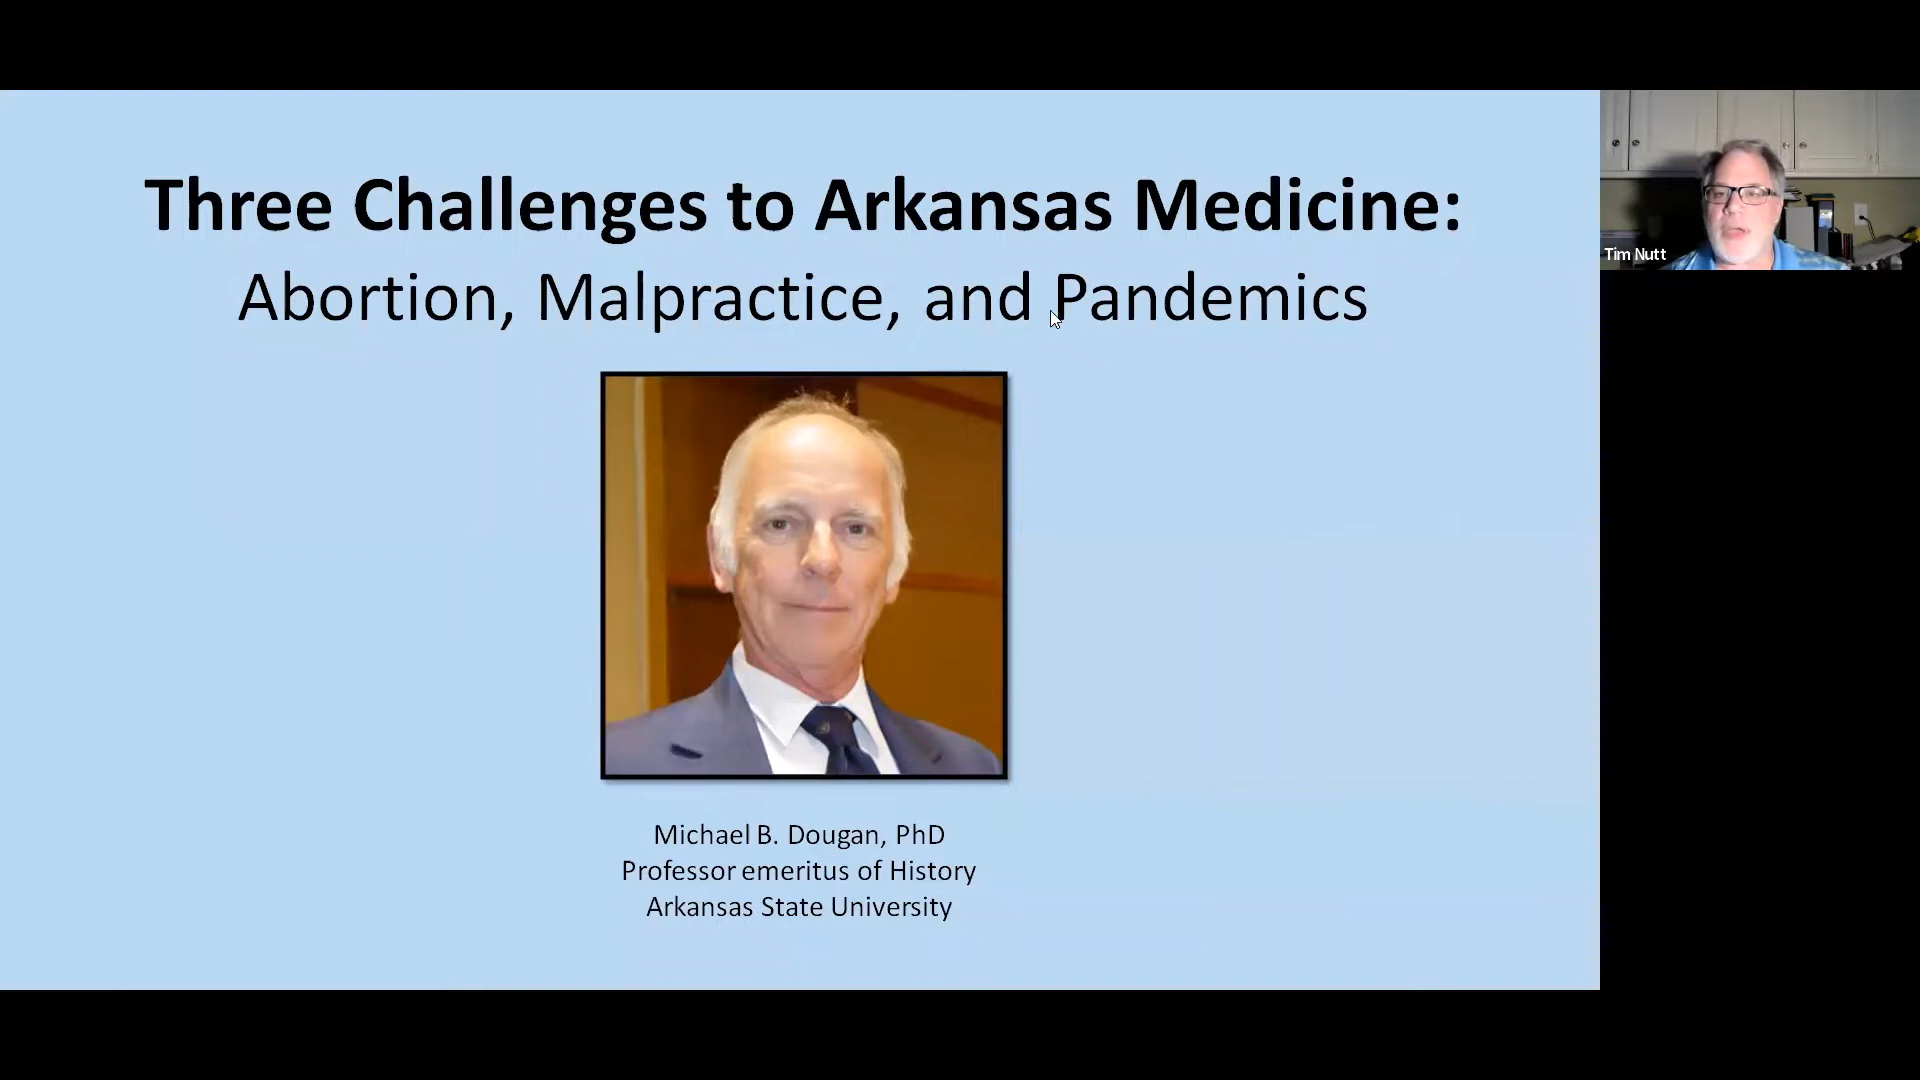 Three Challenges to Arkansas Medicine:
Abortion, Malpractice, and Pandemics
Tim Nutt
Michael B. Dougan, PhD
Professor emeritus of History
Arkansas State University